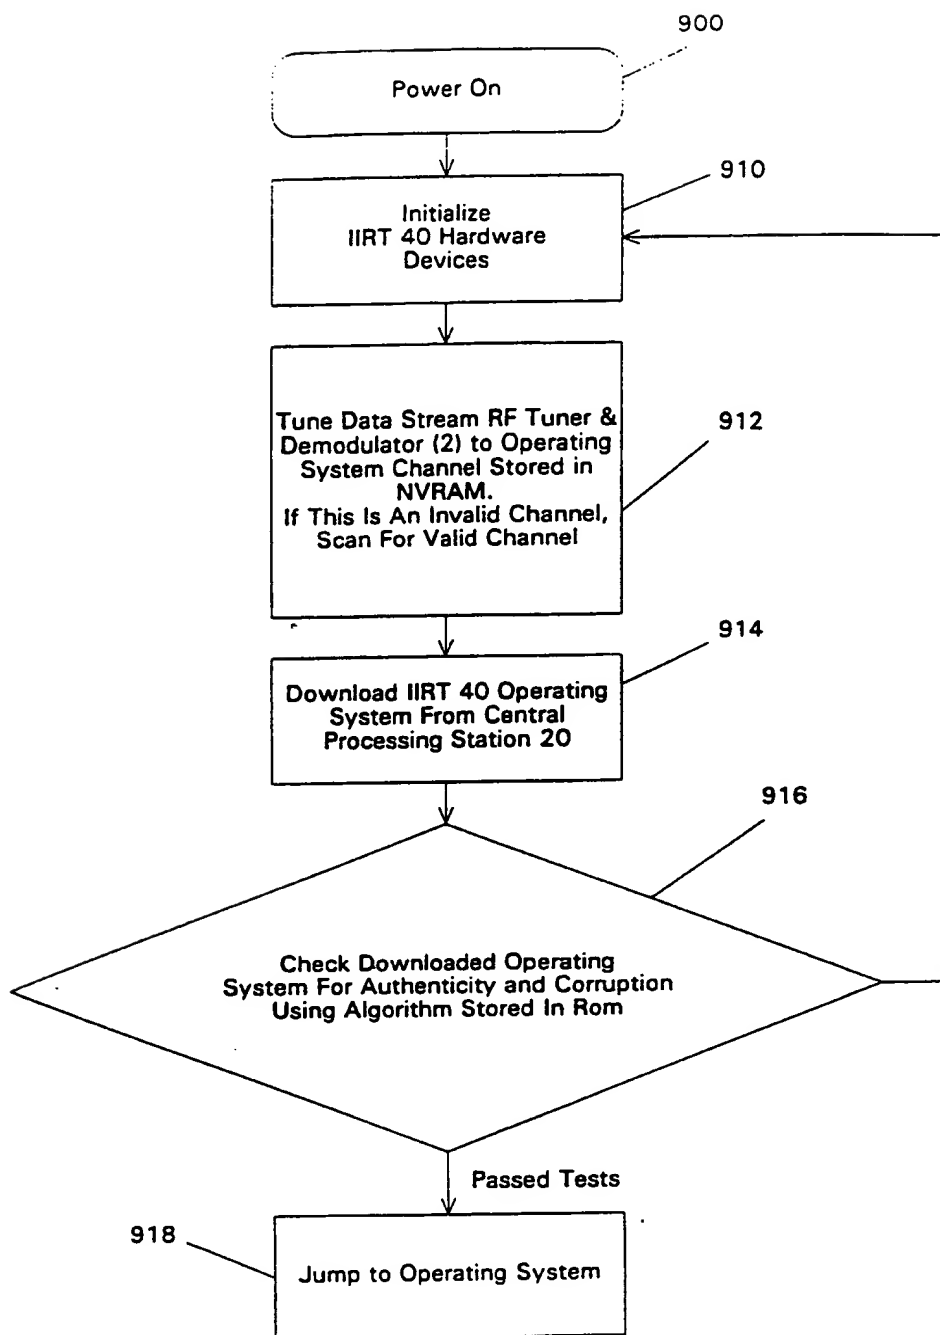 900
Power On
910
Initialize
IIRT 40 Hardware
Devices
Tune Data Stream RF Tuner &
Demodulator (2) to Operating
System Channel Stored in
NVRAM.
If This Is An Invalid Channel,
Scan For Valid Channel
912
914
Download IIRT 40 Operating
System From Central
Processing Station 20
916
Check Downloaded Operating
System For Authenticity and Corruption
Using Algorithm Stored In Rom
Passed Tests
918
Jump to Operating System